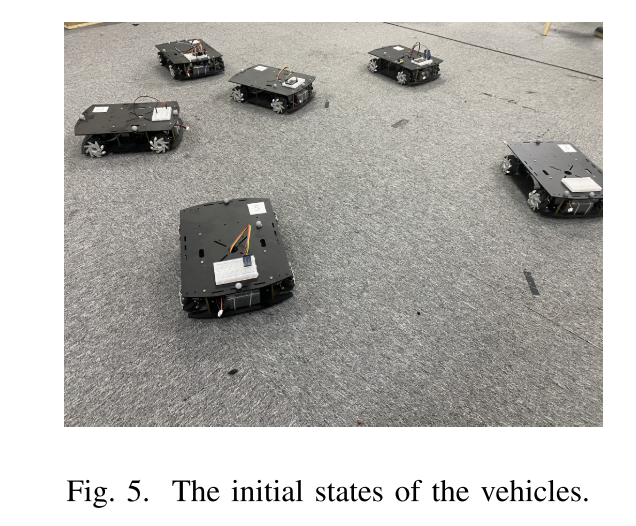 Fig. 5. The initial states of the vehicles.